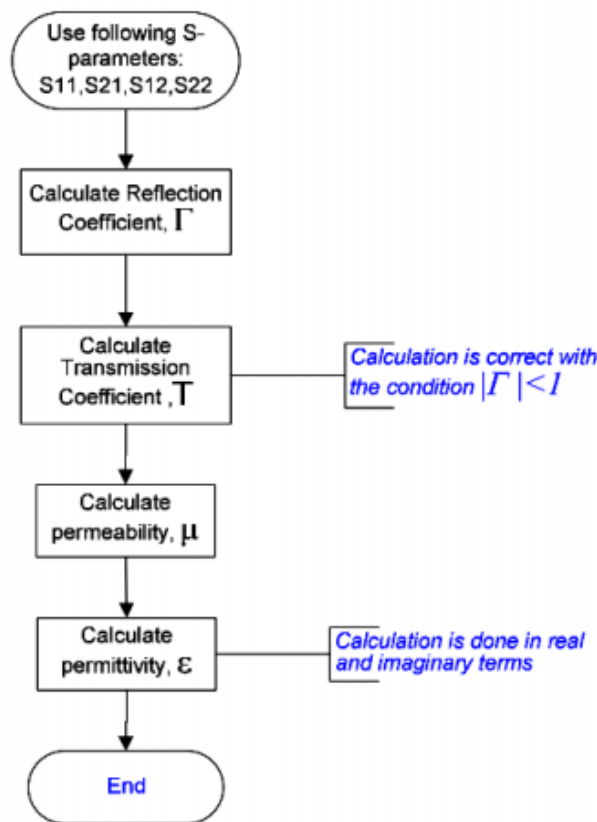 Use following S-
parameters:
S11,S21,S12,S22
Calculate Reflection
Coefficient, Γ
Calculate
Transmission
Coefficient ,T
Calculation is correct with
the condition |Γ|<1
Calculate
permeability, μ
Calculate
permittivity, ε
Calculation is done in real
and imaginary terms
End